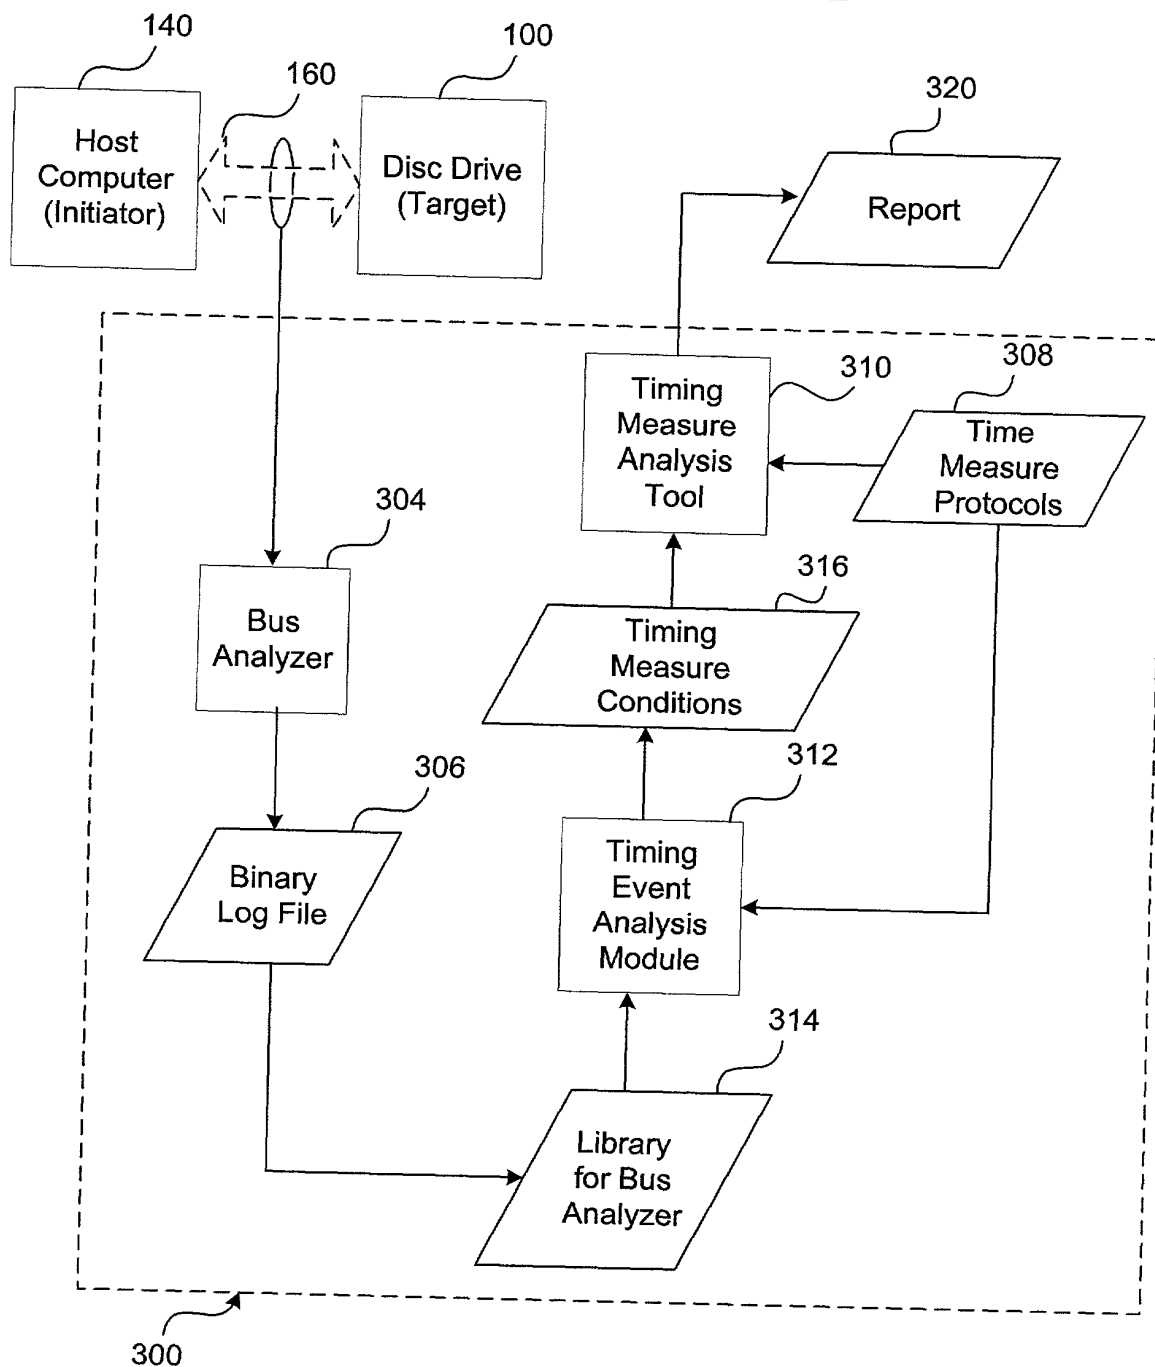 140
160
100
320
Host
Computer
(Initiator)
Disc Drive
(Target)
Report
310
308
Timing
Measure
Analysis
Tool
Time
Measure
Protocols
304
316
Bus
Analyzer
Timing
Measure
Conditions
306
312
Binary
Log File
Timing
Event
Analysis
Module
314
Library
for Bus
Analyzer
300